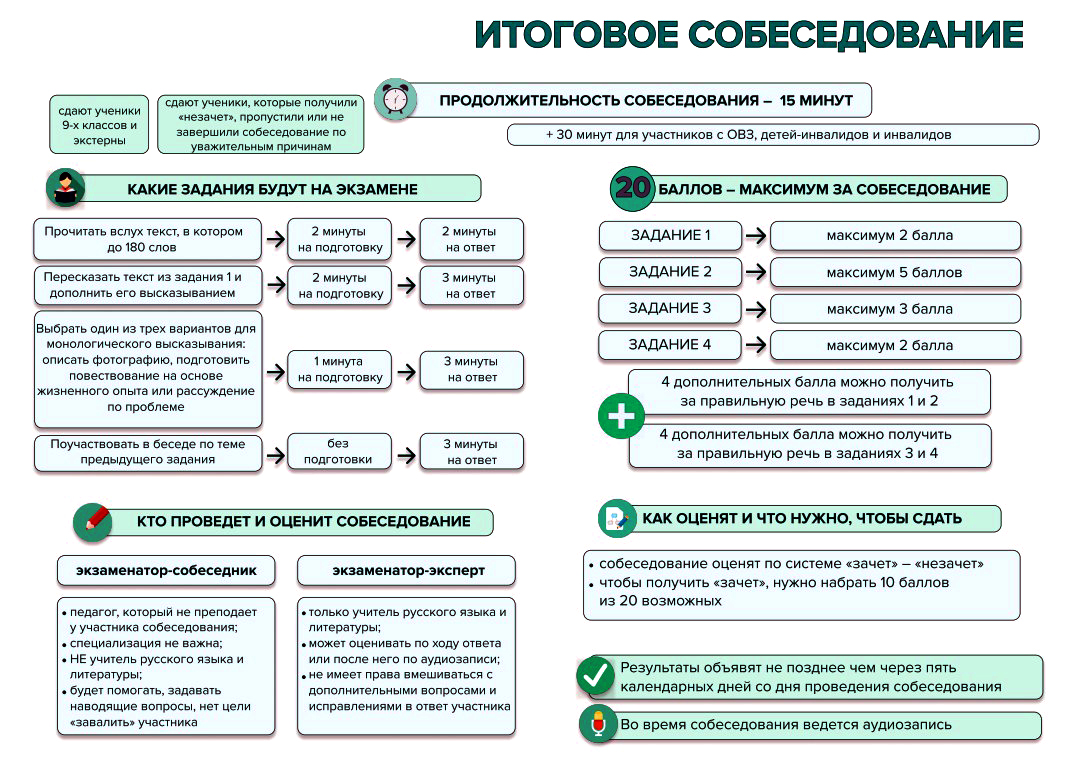 ИТОГОВОЕ СОБЕСЕДОВАНИЕ
сдают ученики
9-х классов и
экстерны
сдают ученики, которые получили
«незачет», пропустили или не
завершили собеседование по
уважительным причинам
ПРОДОЛЖИТЕЛЬНОСТЬ СОБЕСЕДОВАНИЯ – 15 МИНУТ
+ 30 минут для участников с ОВЗ, детей-инвалидов и инвалидов
КАКИЕ ЗАДАНИЯ БУДУТ НА ЭКЗАМЕНЕ
Прочитать вслух текст, в котором
до 180 слов
2 минуты
на подготовку
2 минуты
на ответ
Пересказать текст из задания 1 и
дополнить его высказыванием
2 минуты
на подготовку
3 минуты
на ответ
Выбрать один из трех вариантов для
монологического высказывания:
описать фотографию, подготовить
повествование на основе
жизненного опыта или рассуждение
по проблеме
1 минута
на подготовку
3 минуты
на ответ
Поучаствовать в беседе по теме
предыдущего задания
без
подготовки
3 минуты
на ответ
20 БАЛЛОВ – МАКСИМУМ ЗА СОБЕСЕДОВАНИЕ
ЗАДАНИЕ 1
максимум 2 балла
ЗАДАНИЕ 2
максимум 5 баллов
ЗАДАНИЕ 3
максимум 3 балла
ЗАДАНИЕ 4
максимум 2 балла
4 дополнительных балла можно получить
за правильную речь в заданиях 1 и 2
4 дополнительных балла можно получить
за правильную речь в заданиях 3 и 4
КТО ПРОВЕДЕТ И ОЦЕНИТ СОБЕСЕДОВАНИЕ
экзаменатор-собеседник
• педагог, который не преподает
у участника собеседования;
• специализация не важна;
• НЕ учитель русского языка и
литературы;
• будет помогать, задавать
наводящие вопросы, нет цели
«завалить» участника
экзаменатор-эксперт
• только учитель русского языка и
литературы;
• может оценивать по ходу ответа
или после него по аудиозаписи;
• не имеет права вмешиваться с
дополнительными вопросами и
исправлениями в ответ участника
КАК ОЦЕНЯТ И ЧТО НУЖНО, ЧТОБЫ СДАТЬ
• собеседование оценят по системе «зачет» – «незачет»
• чтобы получить «зачет», нужно набрать 10 баллов
из 20 возможных
Результаты объявят не позднее чем через пять
календарных дней со дня проведения собеседования
Во время собеседования ведется аудиозапись